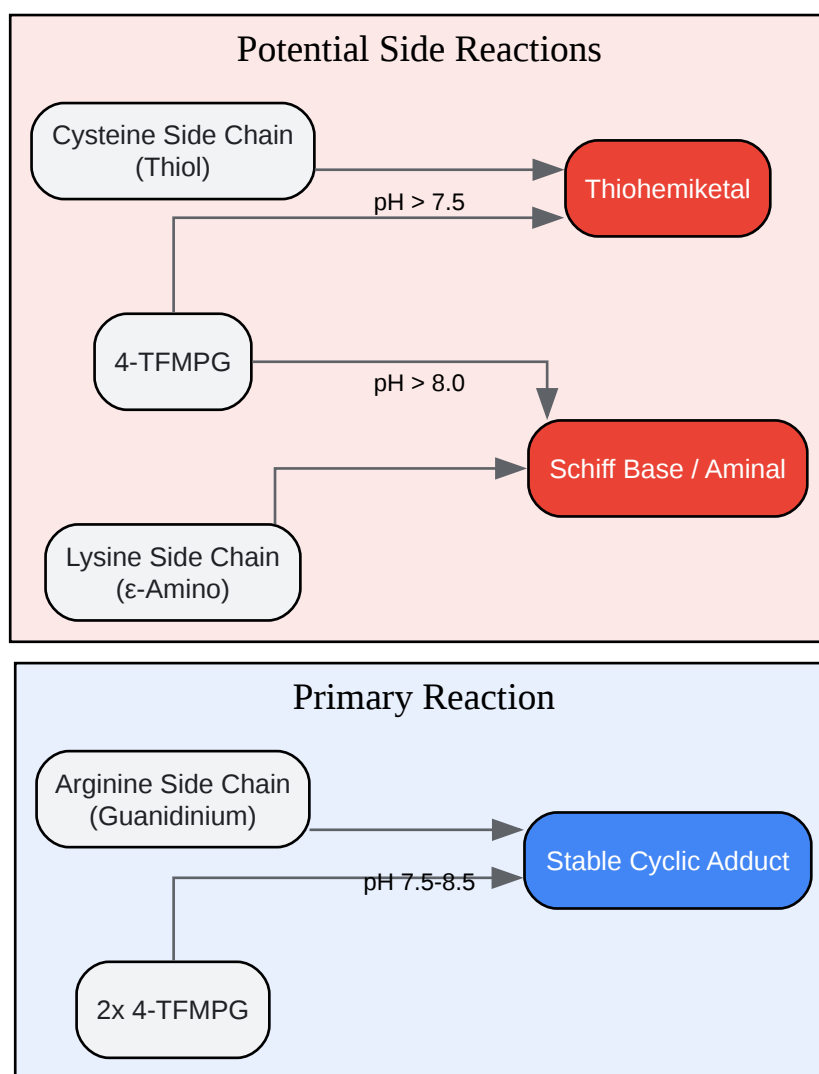 Potential Side Reactions
Cysteine Side Chain
(Thiol)
Thiohemiketal
pH > 7.5
4-TFMPG
pH > 8.0
Schiff Base / Aminal
Lysine Side Chain
(ε-Amino)
Primary Reaction
Arginine Side Chain
(Guanidinium)
Stable Cyclic Adduct
pH 7.5-8.5
2x 4-TFMPG